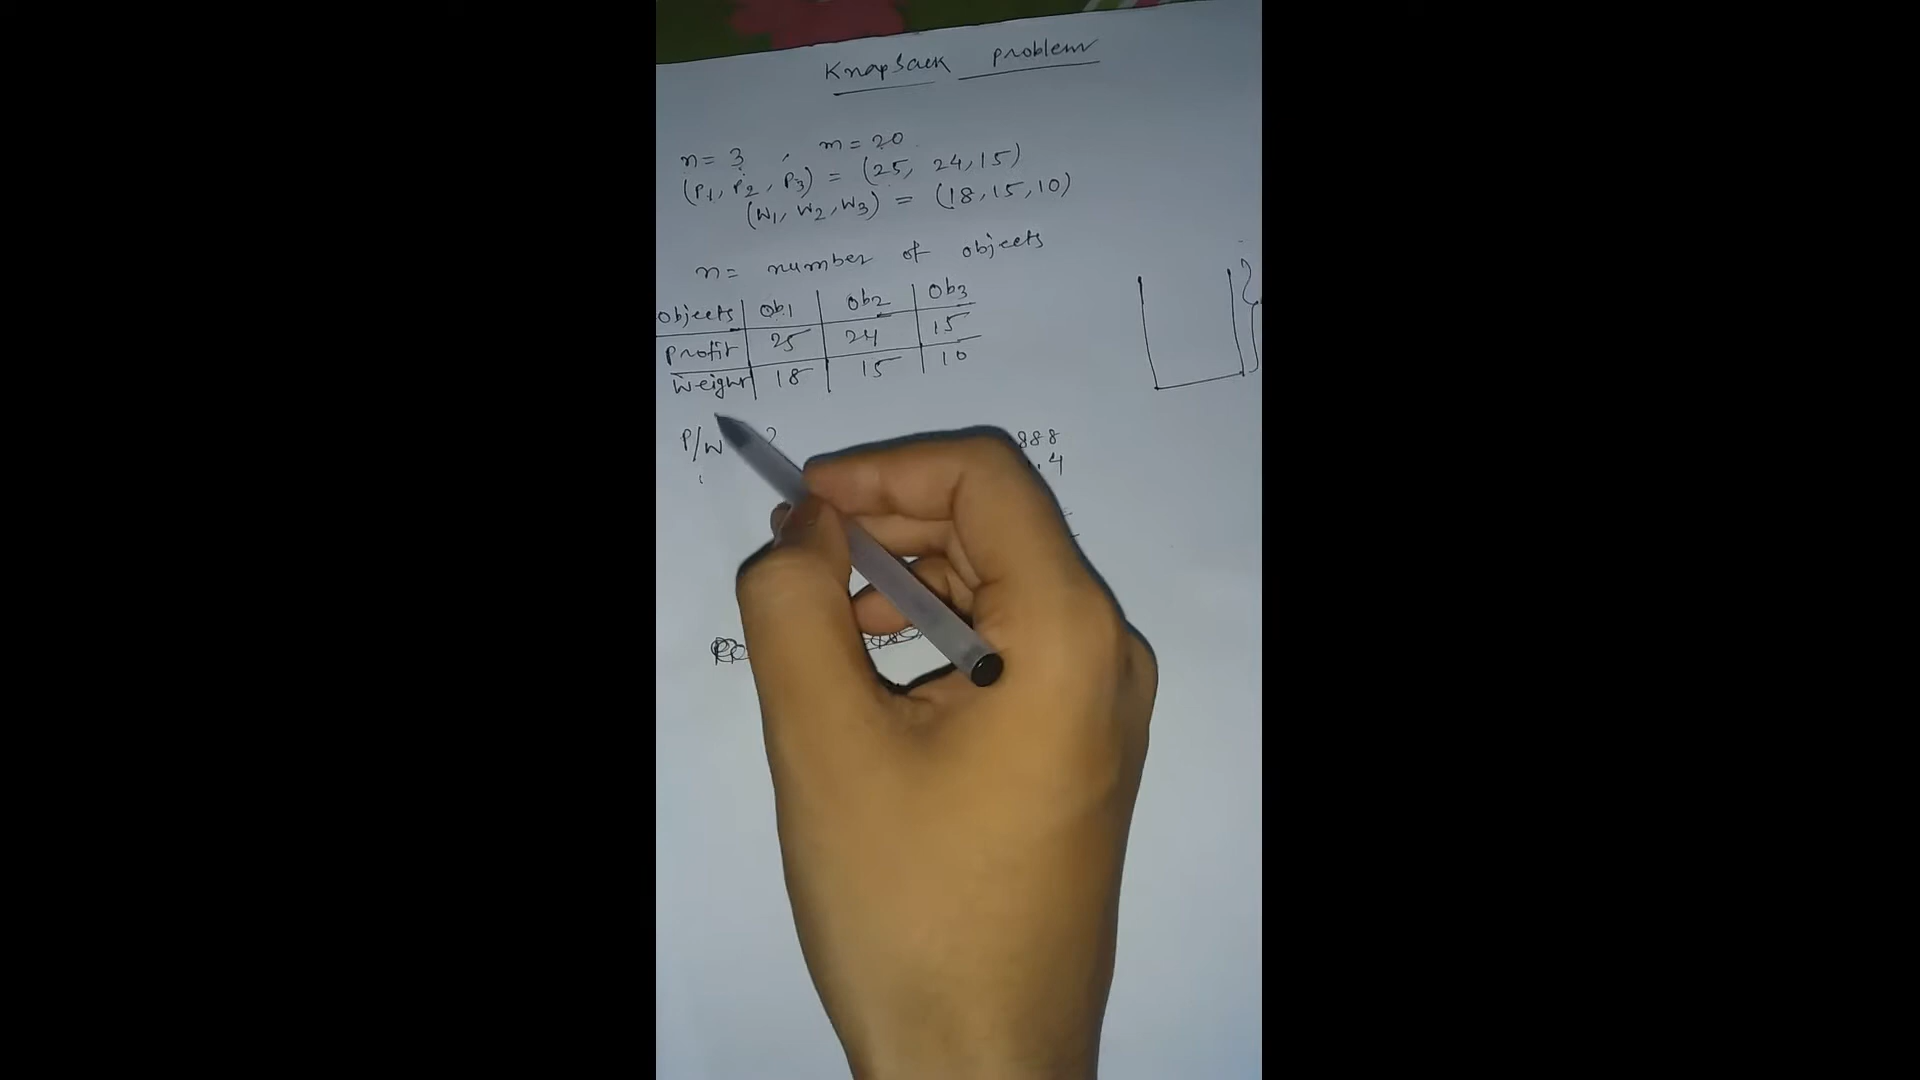 Knapsack problem
n = 3 , m = 20
(P1, P2, P3) = (25, 24, 15)
(W1, W2, W3) = (18, 15, 10)
n = number of objects
Objects Ob1 Ob2 Ob3
Profit 25 24 15
Weight 18 15 10
P/W ? 888
.4